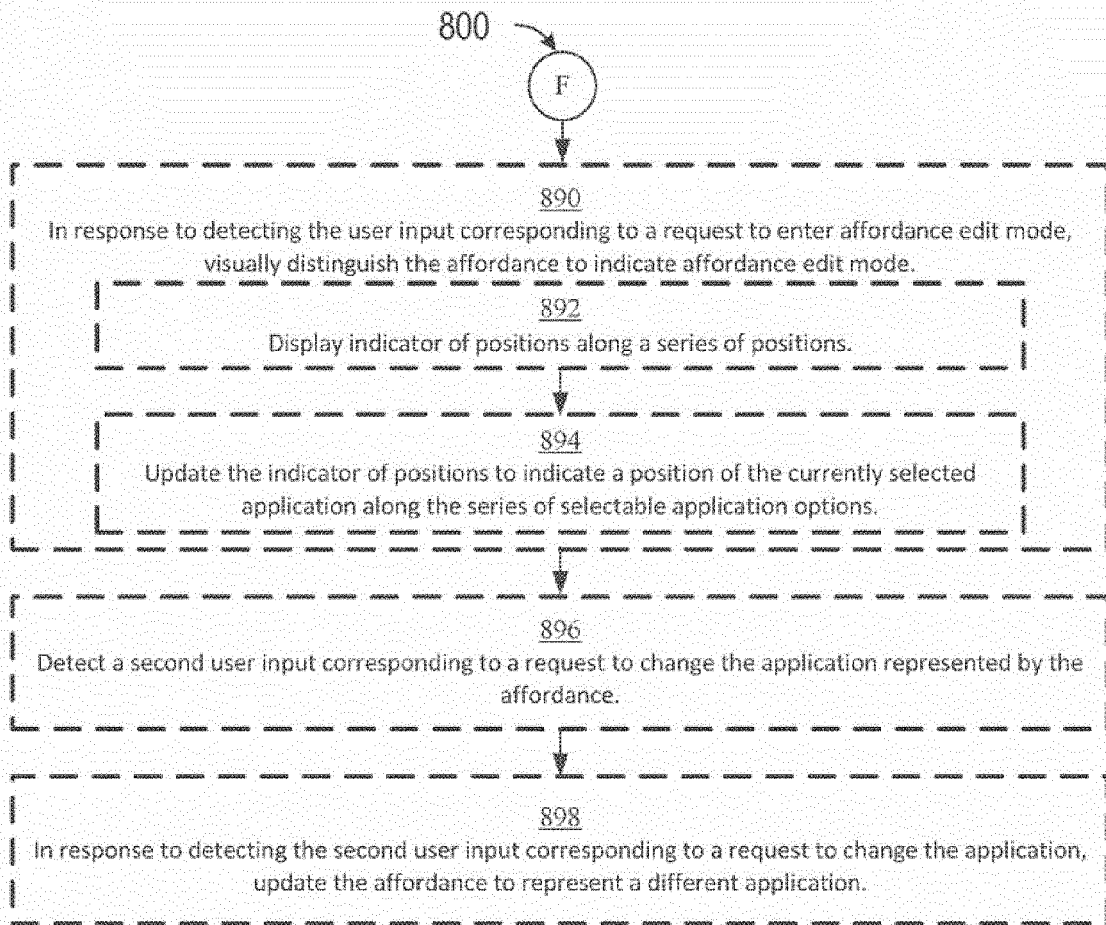 800
F
890
In response to detecting the user input corresponding to a request to enter affordance edit mode,
visually distinguish the affordance to indicate affordance edit mode.
892
Display indicator of positions along a series of positions.
894
Update the indicator of positions to indicate a position of the currently selected
application along the series of selectable application options.
896
Detect a second user input corresponding to a request to change the application represented by the
affordance.
898
In response to detecting the second user input corresponding to a request to change the application,
update the affordance to represent a different application.